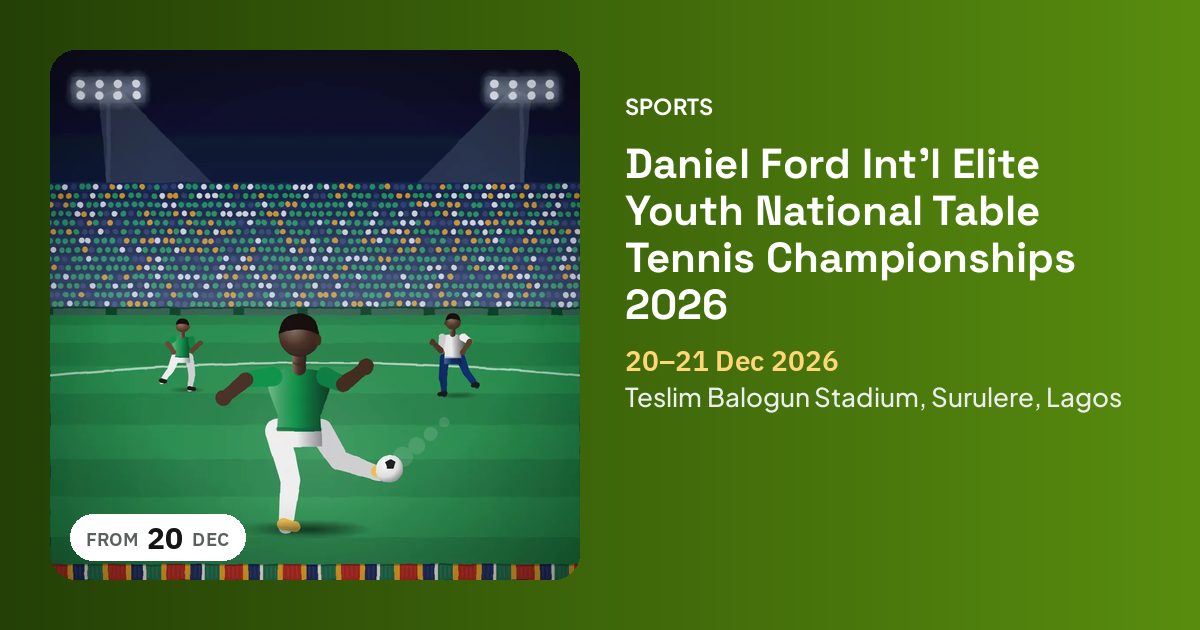 SPORTS
Daniel Ford Int’l Elite
Youth National Table
Tennis Championships
2026
20–21 Dec 2026
Teslim Balogun Stadium, Surulere, Lagos
FROM 20 DEC